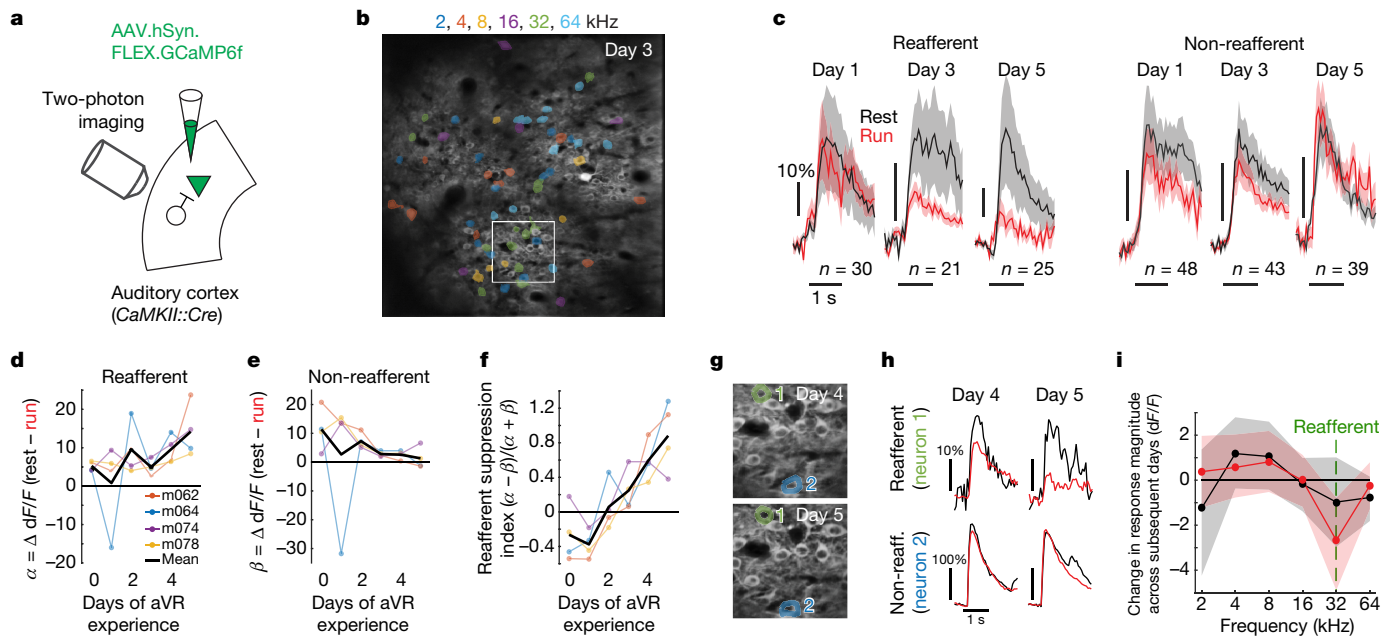 a
AAV.hSyn.
FLEX.GCaMP6f
Two-photon
imaging
Auditory cortex
(CaMKII::Cre)
b
2, 4, 8, 16, 32, 64 kHz
Day 3
c
Reafferent
Non-reafferent
Day 1
Day 3
Day 5
Day 1
Day 3
Day 5
Rest
Run
10%
n = 30
n = 21
n = 25
n = 48
n = 43
n = 39
1 s
d
Reafferent
α = Δ dF/F (rest – run)
20
10
0
–10
–20
m062
m064
m074
m078
Mean
0 2 4
Days of aVR
experience
e
Non-reafferent
β = Δ dF/F (rest – run)
20
10
0
–10
–20
–30
0 2 4
Days of aVR
experience
f
Reafferent suppression
index (α – β)/(α + β)
1.2
0.8
0.4
0
–0.4
0 2 4
Days of aVR
experience
g
1 Day 4
2
1 Day 5
2
h
Day 4
Day 5
Reafferent
(neuron 1)
10%
Non-reaff.
(neuron 2)
100%
1 s
i
Change in response magnitude
across subsequent days (dF/F)
Reafferent
2
0
–2
–4
2 4 8 16 32 64
Frequency (kHz)